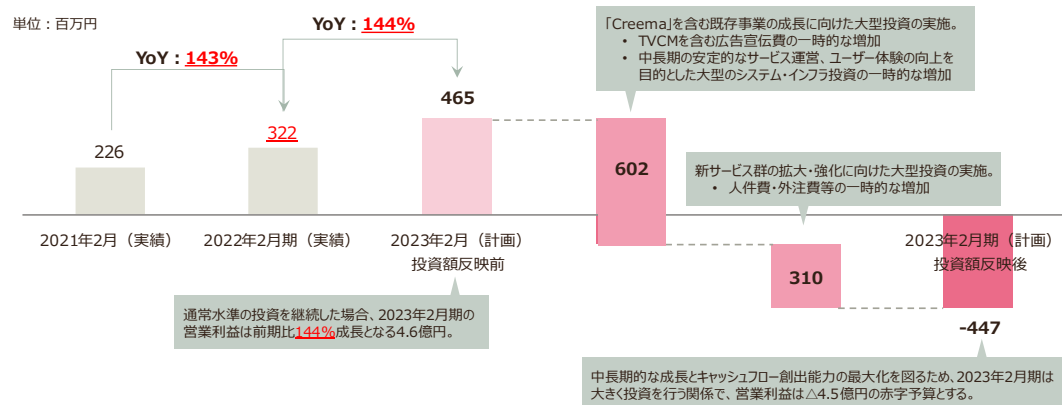 単位：百万円
YoY：143%
YoY：144%
226
322
465
602
310
-447
「Creema」を含む既存事業の成長に向けた大型投資の実施。
• TVCMを含む広告宣伝費の一時的な増加
• 中長期の安定的なサービス運営、ユーザー体験の向上を
目的とした大型のシステム・インフラ投資の一時的な増加
新サービス群の拡大・強化に向けた大型投資の実施。
• 人件費・外注費等の一時的な増加
2021年2月（実績）
2022年2月期（実績）
2023年2月（計画）
投資額反映前
2023年2月期（計画）
投資額反映後
通常水準の投資を継続した場合、2023年2月期の
営業利益は前期比144%成長となる4.6億円。
中長期的な成長とキャッシュフロー創出能力の最大化を図るため、2023年2月期は
大きく投資を行う関係で、営業利益は△4.5億円の赤字予算とする。